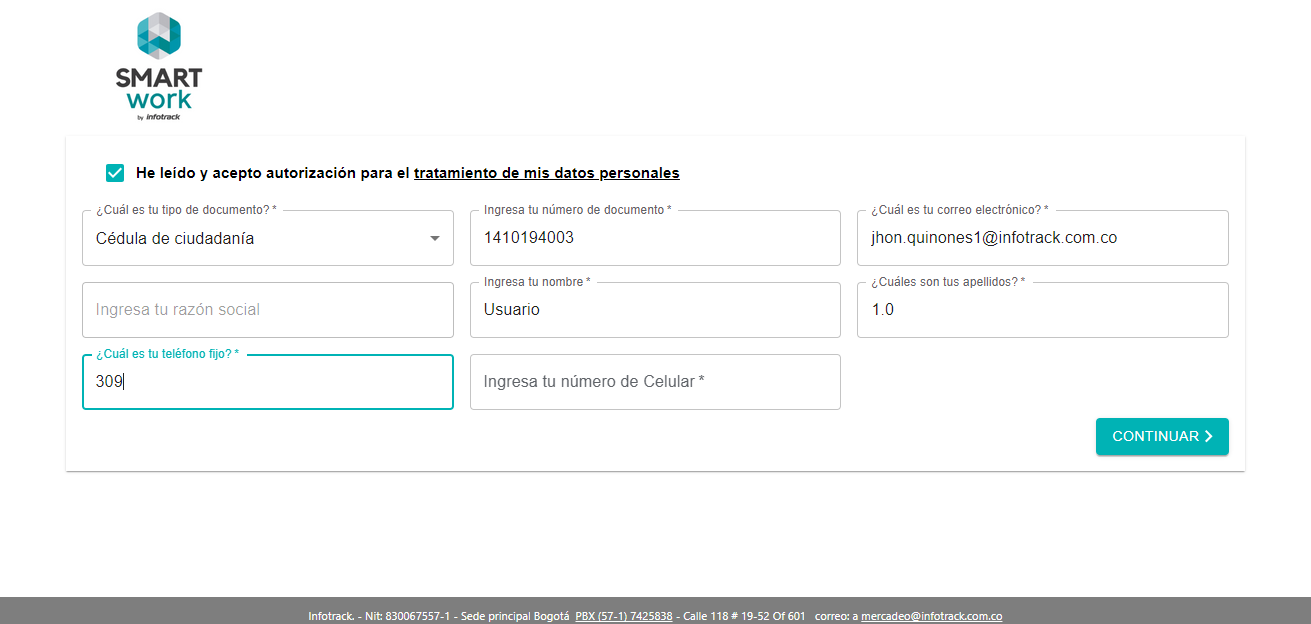 SMART
work
by infotrack
He leído y acepto autorización para el tratamiento de mis datos personales
¿Cuál es tu tipo de documento? *
Cédula de ciudadanía
Ingresa tu número de documento *
1410194003
¿Cuál es tu correo electrónico? *
jhon.quinones1@infotrack.com.co
Ingresa tu razón social
Ingresa tu nombre *
Usuario
¿Cuáles son tus apellidos? *
1.0
¿Cuál es tu teléfono fijo? *
309
Ingresa tu número de Celular *
CONTINUAR
Infotrack. - Nit: 830067557-1 - Sede principal Bogotá PBX (57-1) 7425838 - Calle 118 # 19-52 Of 601 correo: a mercadeo@infotrack.com.co